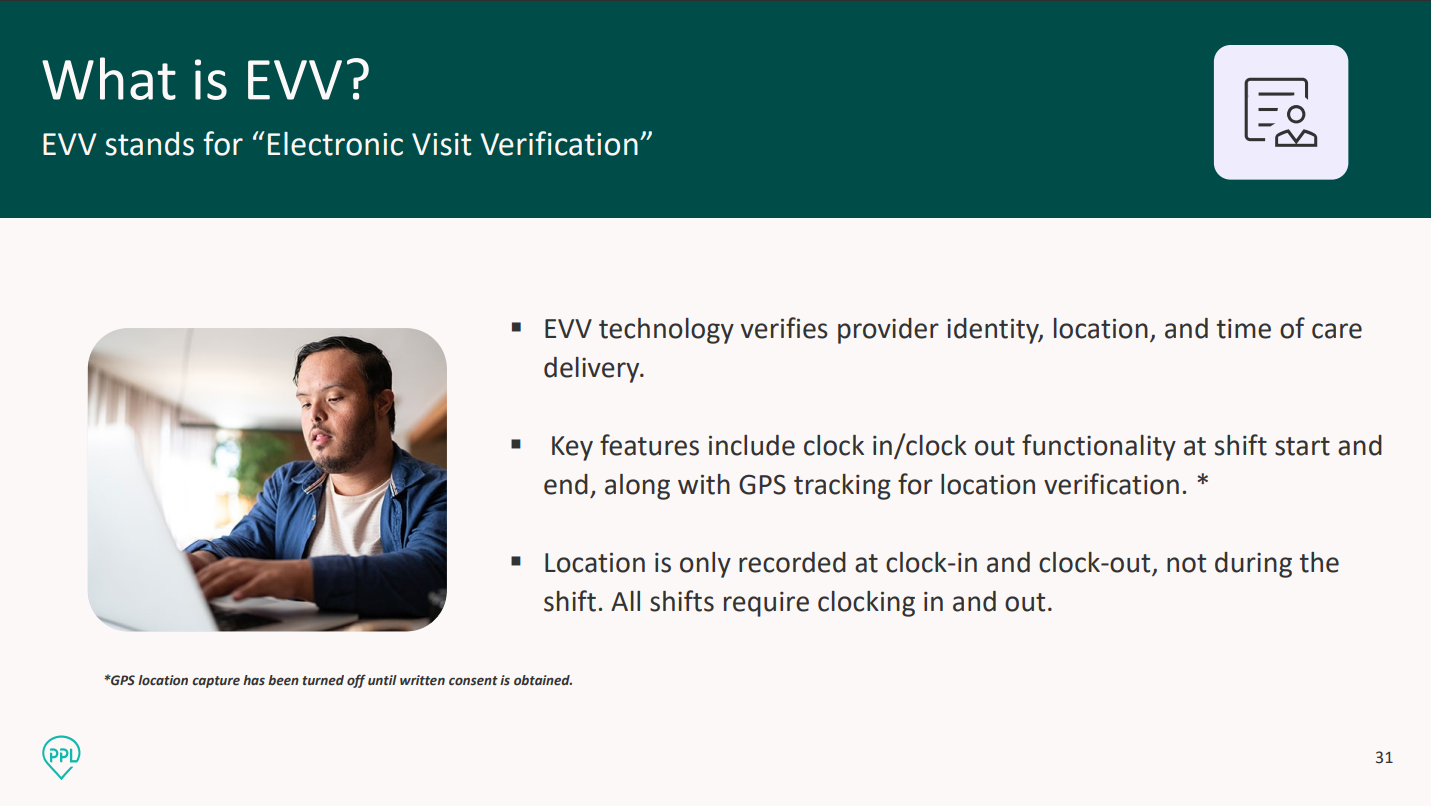 What is EVV?
EVV stands for “Electronic Visit Verification”
▪ EVV technology verifies provider identity, location, and time of care
delivery.
▪ Key features include clock in/clock out functionality at shift start and
end, along with GPS tracking for location verification. *
▪ Location is only recorded at clock-in and clock-out, not during the
shift. All shifts require clocking in and out.
*GPS location capture has been turned off until written consent is obtained.
PPL
31